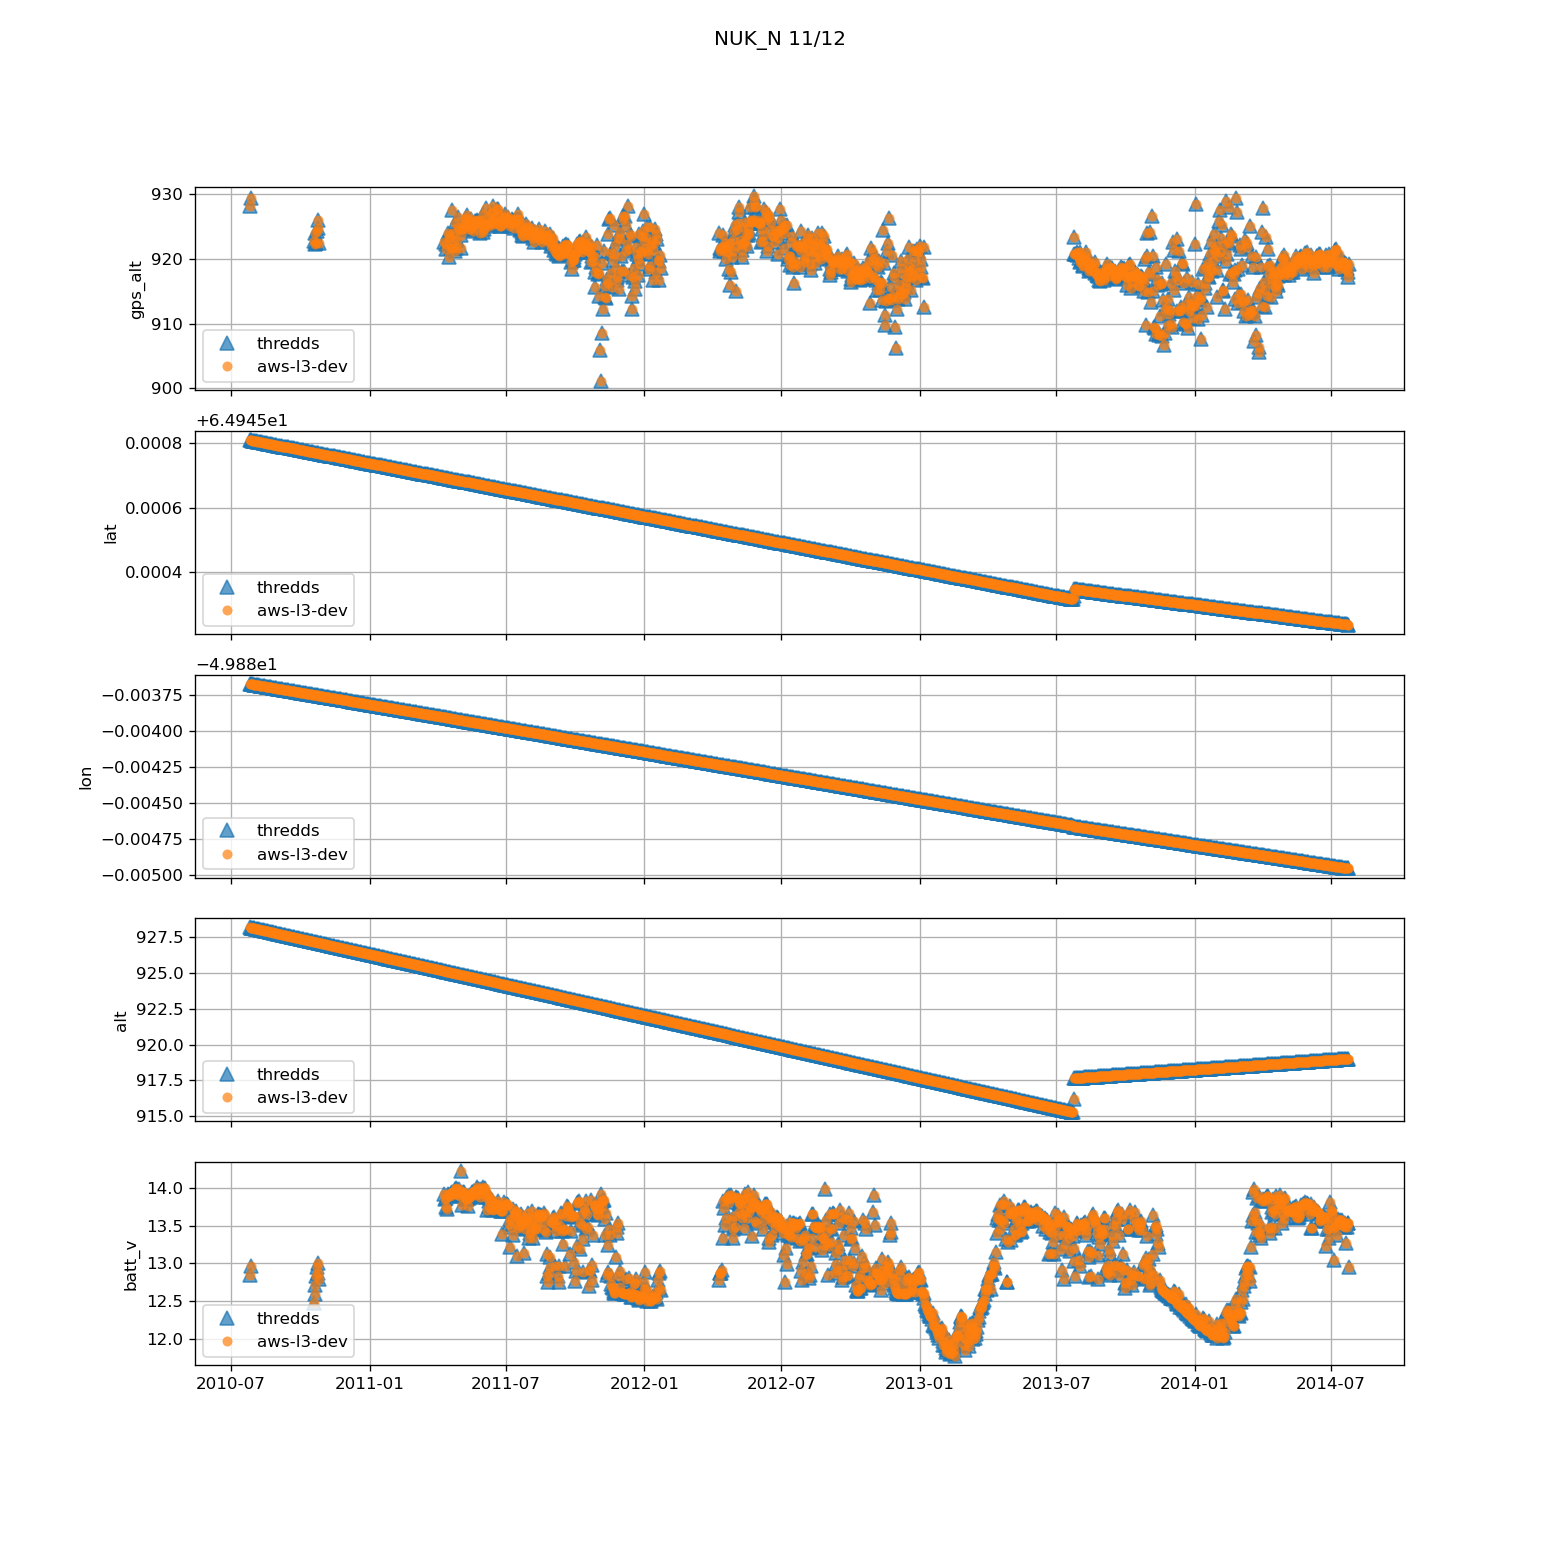 NUK_N 11/12
930
920
910
900
gps_alt
thredds
aws-l3-dev
+6.4945e1
0.0008
0.0006
0.0004
lat
thredds
aws-l3-dev
−4.988e1
−0.00375
−0.00400
−0.00425
−0.00450
−0.00475
−0.00500
lon
thredds
aws-l3-dev
927.5
925.0
922.5
920.0
917.5
915.0
alt
thredds
aws-l3-dev
14.0
13.5
13.0
12.5
12.0
batt_v
thredds
aws-l3-dev
2010-07 2011-01 2011-07 2012-01 2012-07 2013-01 2013-07 2014-01 2014-07